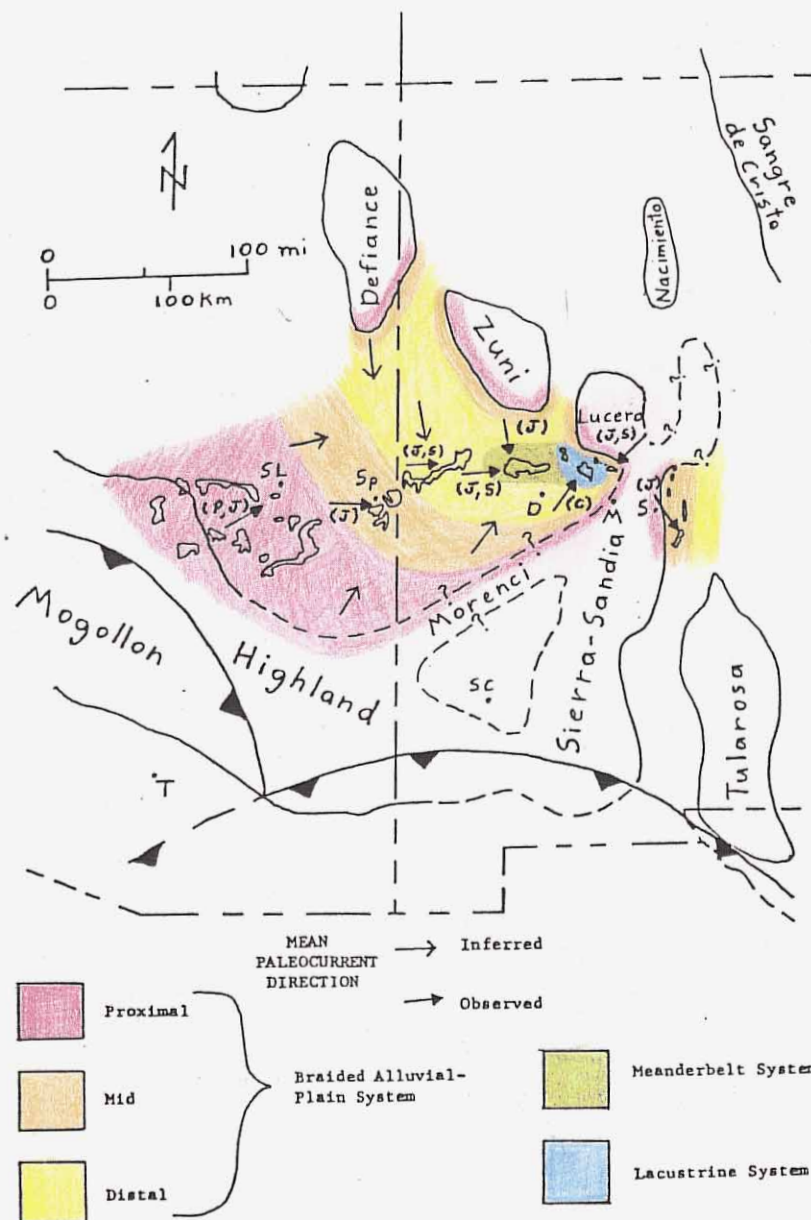 N
0
100 mi
0
100 Km
Defiance
Zuni
Nacimiento
Sangre
de Cristo
Lucero
(J,S)
?
?
?
(J)
(J,S)
(J,S)
SL
(P,J)
Sp
(J)
D
(C)
(J)
S
M
?
?
Morenci
?
SC
Sierra-Sandia
Mogollon
Highland
Tularosa
T
MEAN
PALEOCURRENT
DIRECTION
Inferred
Observed
Proximal
Mid
Distal
Braided Alluvial-
Plain System
Meanderbelt System
Lacustrine System